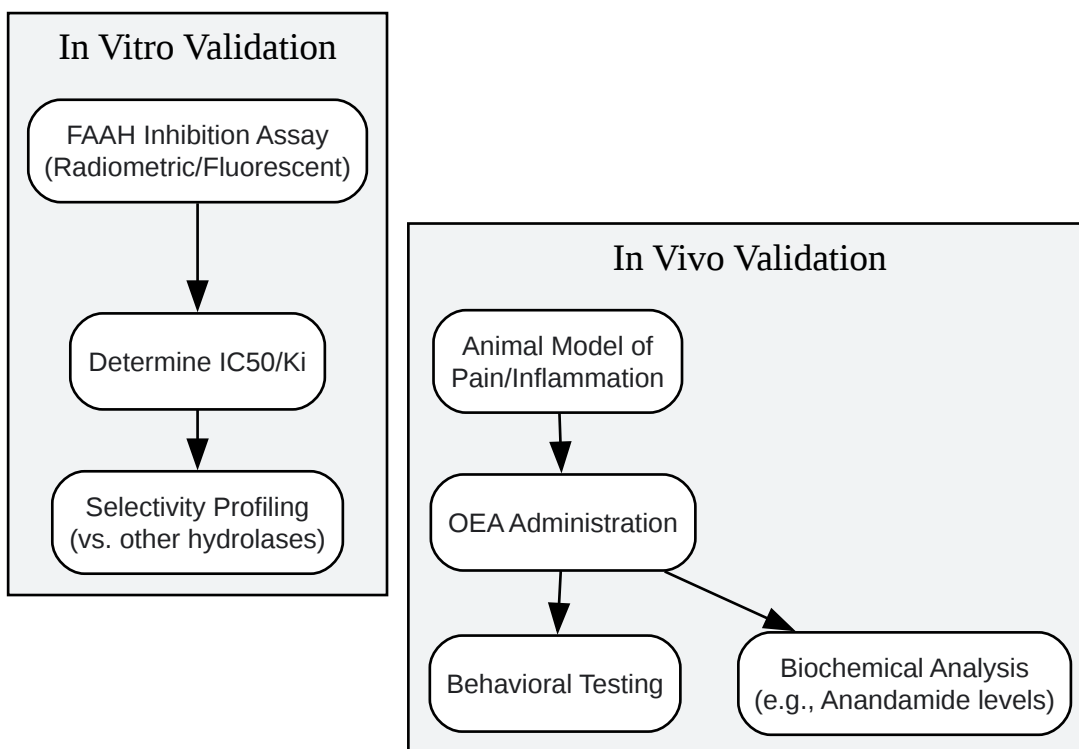 In Vitro Validation
FAAH Inhibition Assay
(Radiometric/Fluorescent)
Determine IC50/Ki
Selectivity Profiling
(vs. other hydrolases)
In Vivo Validation
Animal Model of
Pain/Inflammation
OEA Administration
Behavioral Testing
Biochemical Analysis
(e.g., Anandamide levels)